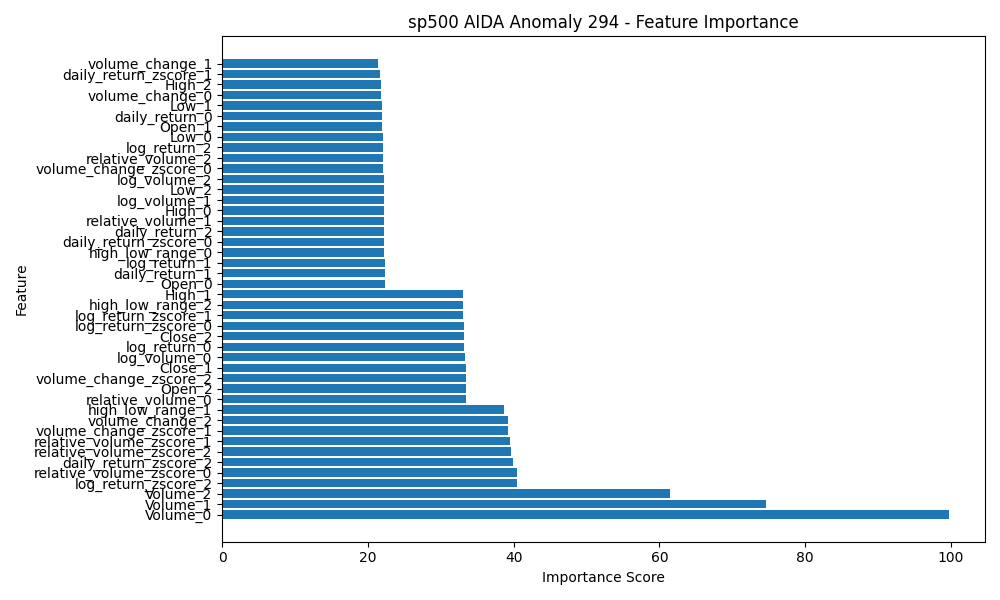 sp500 AIDA Anomaly 294 - Feature Importance
volume_change_1
daily_return_zscore_1
High_2
volume_change_0
Low_1
daily_return_0
Open_1
Low_0
log_return_2
relative_volume_2
volume_change_zscore_0
log_volume_2
Low_2
log_volume_1
High_0
relative_volume_1
daily_return_2
daily_return_zscore_0
high_low_range_0
log_return_1
daily_return_1
Open_0
High_1
high_low_range_2
log_return_zscore_1
log_return_zscore_0
Close_2
log_return_0
log_volume_0
Close_1
volume_change_zscore_2
Open_2
relative_volume_0
high_low_range_1
volume_change_2
volume_change_zscore_1
relative_volume_zscore_1
relative_volume_zscore_2
daily_return_zscore_2
relative_volume_zscore_0
log_return_zscore_2
Volume_2
Volume_1
Volume_0
Feature
0 20 40 60 80 100
Importance Score